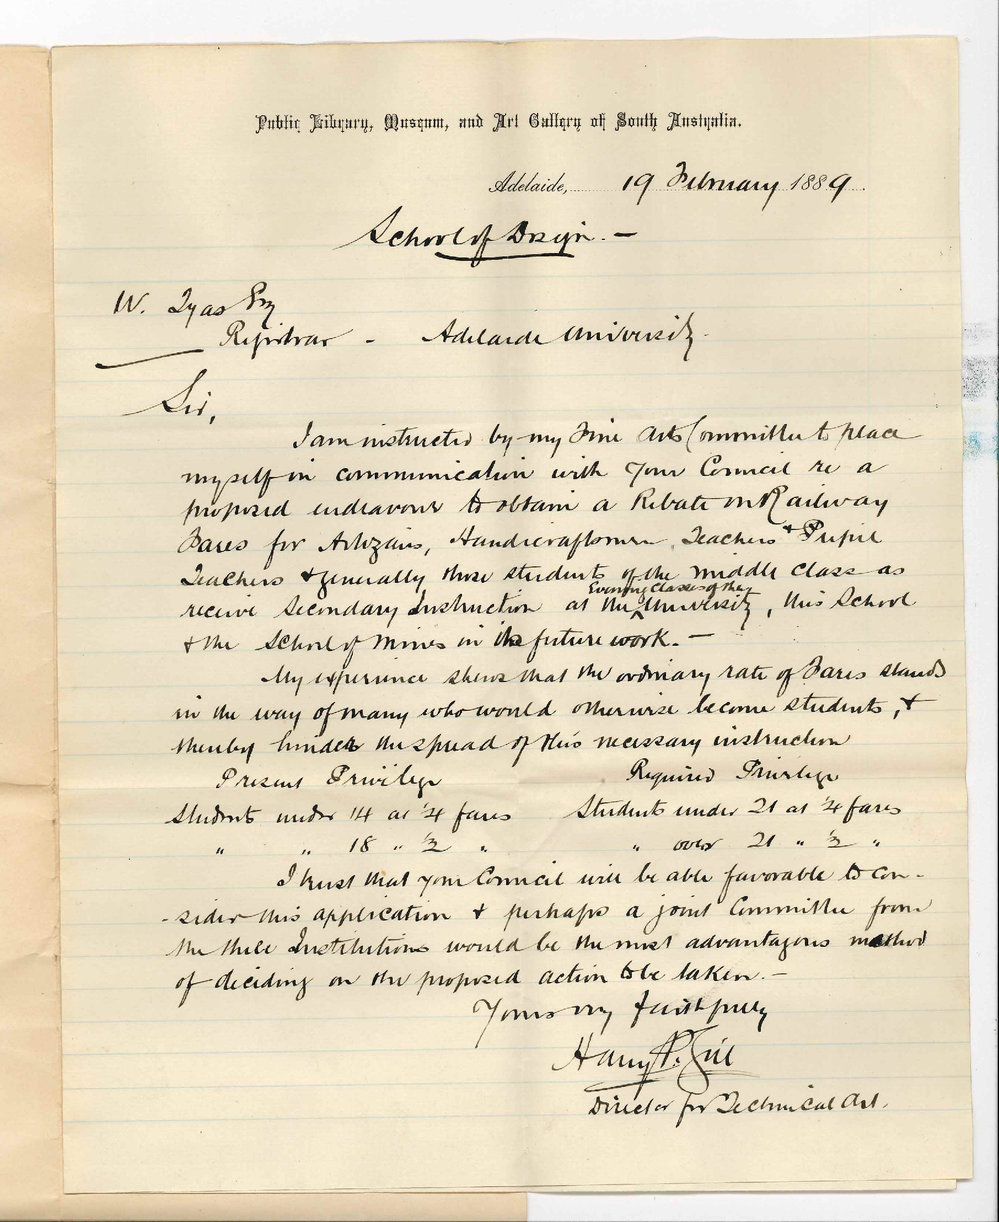 Public Library, Museum, and Art Gallery of South Australia.
Adelaide, 19 February 1889.
School of Design. —
W. Tyas Esq
Registrar - Adelaide University.
Sir,
I am instructed by my Fine Arts Committee to place
myself in communication with your Council re a
proposed endeavour to obtain a Rebate on Railway
Fares for Artizans, Handicraftsmen, Teachers & Pupil
Teachers & generally those students of the middle class as
receive Secondary Instruction at the Evening Classes of the University, this School
& the School of Mines in its future work. —
My experience shews that the ordinary rate of Fares stands
in the way of many who would otherwise become students, &
thereby hinders the spread of this necessary instruction
Present Privilege Required Privilege
Students under 14 at ¼ fares Students under 21 at ¼ fares
" " 18 " ½ " " over 21 " ½ "
I trust that your Council will be able favorable to con-
-sider this application & perhaps a joint Committee from
the three Institutions would be the most advantageous method
of deciding on the proposed action to be taken. —
Yours very faithfully
Harry P. Gill
Director for Technical Art.